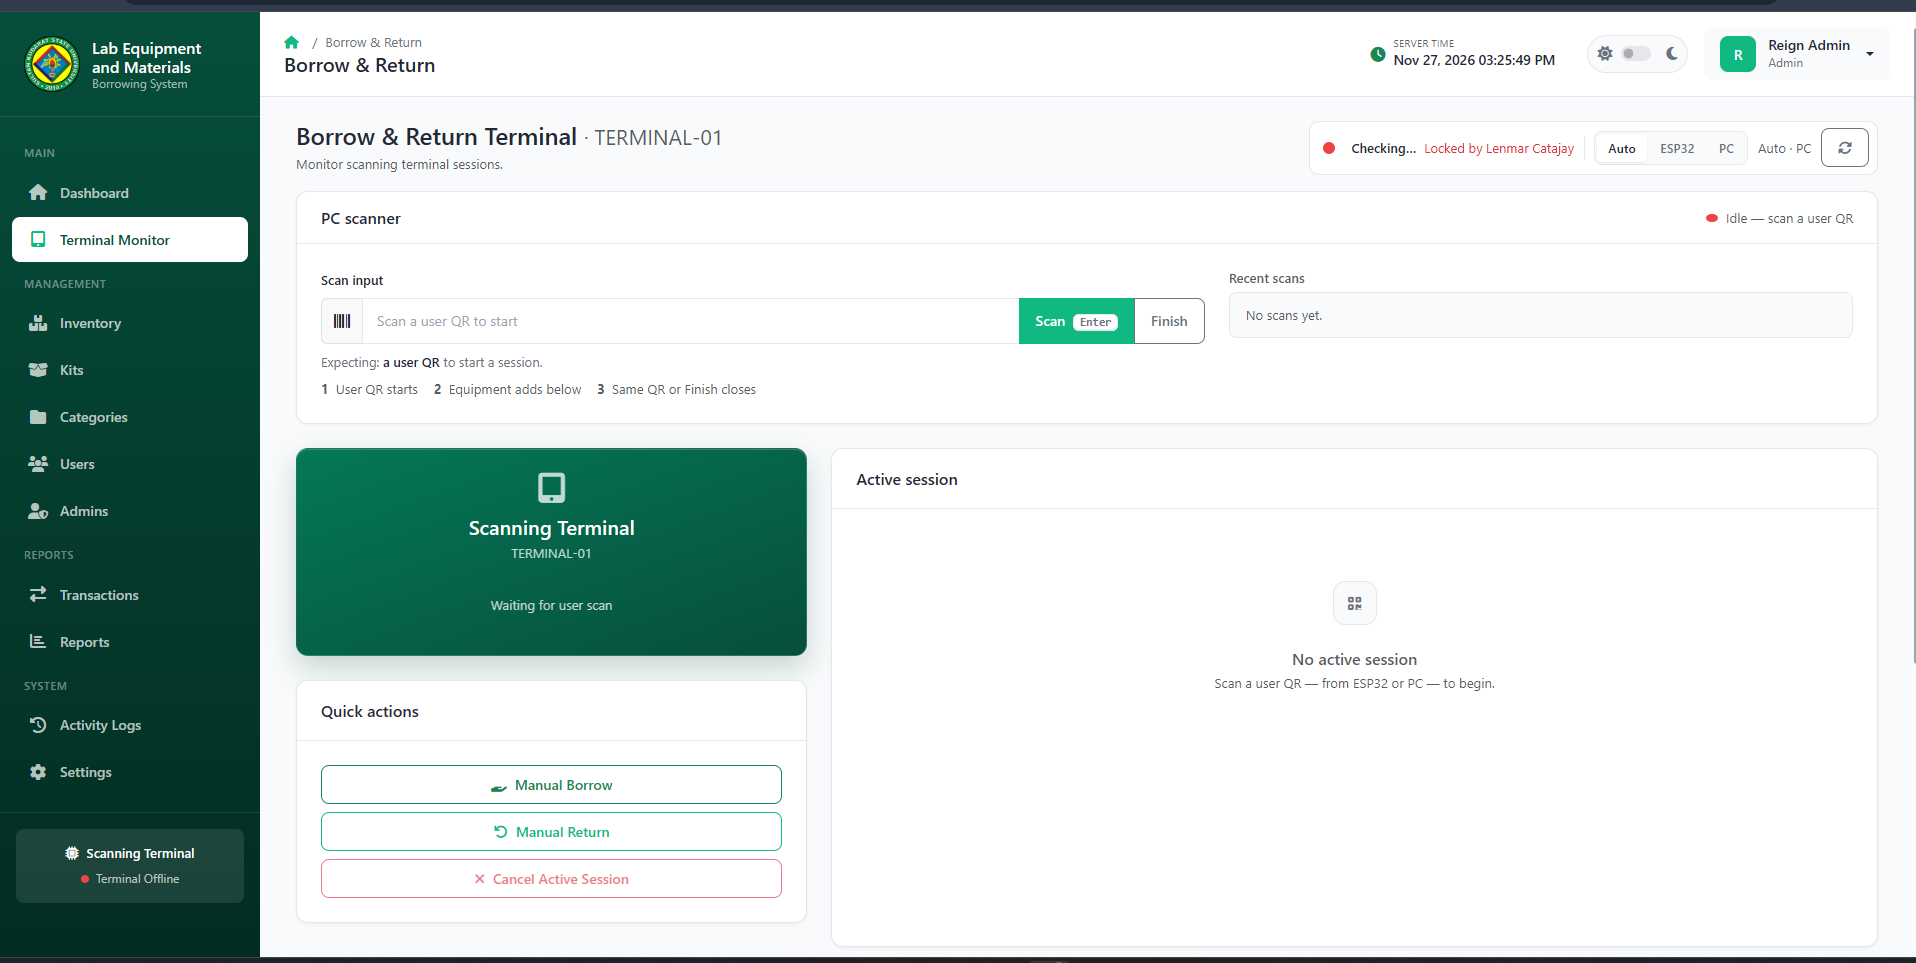 Lab Equipment
and Materials
Borrowing System
MAIN
Dashboard
Terminal Monitor
MANAGEMENT
Inventory
Kits
Categories
Users
Admins
REPORTS
Transactions
Reports
SYSTEM
Activity Logs
Settings
Scanning Terminal
Terminal Offline
/ Borrow & Return
Borrow & Return
SERVER TIME
Nov 27, 2026 03:25:49 PM
R
Reign Admin
Admin
Borrow & Return Terminal · TERMINAL-01
Monitor scanning terminal sessions.
Checking... Locked by Lenmar Catajay
Auto ESP32 PC
Auto · PC
PC scanner
Idle — scan a user QR
Scan input
Scan a user QR to start
Scan Enter
Finish
Expecting: a user QR to start a session.
1 User QR starts 2 Equipment adds below 3 Same QR or Finish closes
Recent scans
No scans yet.
Scanning Terminal
TERMINAL-01
Waiting for user scan
Quick actions
Manual Borrow
Manual Return
Cancel Active Session
Active session
No active session
Scan a user QR — from ESP32 or PC — to begin.